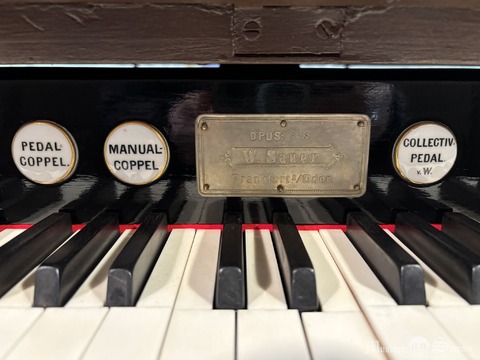 PEDAL-
COPPEL.
MANUAL-
COPPEL
OPUS:
W. Sauer
Frankfurt a/Oder
COLLECTIV-
PEDAL.
v. W.